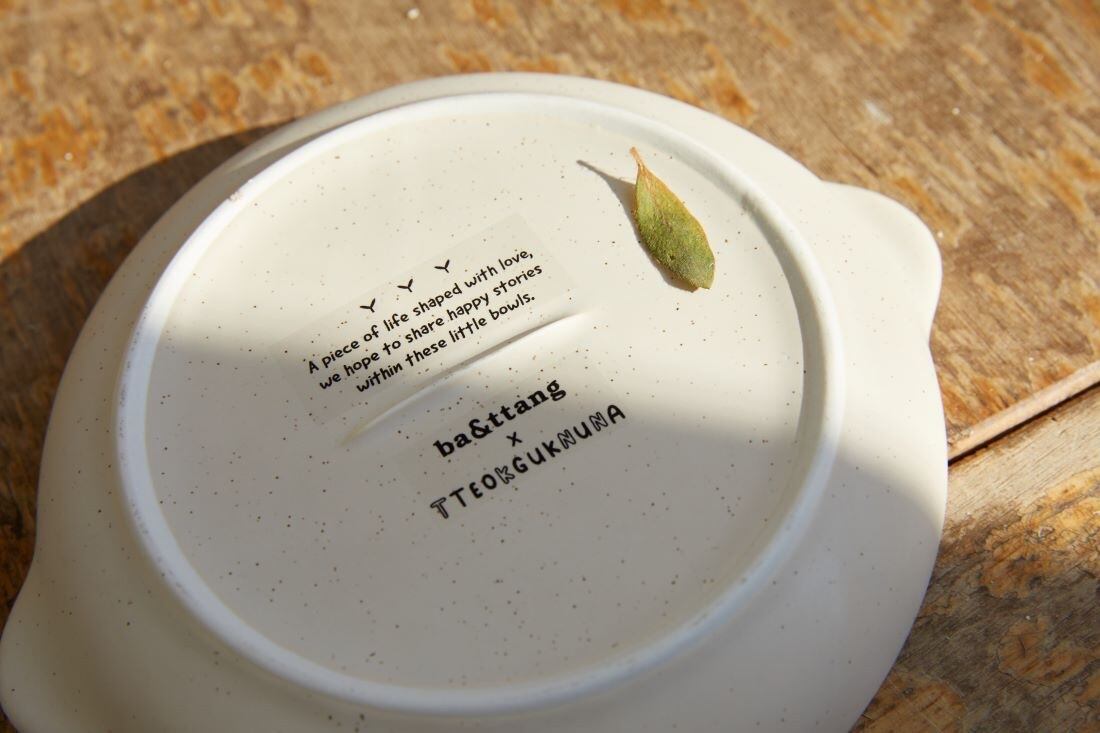 A piece of life shaped with love,
we hope to share happy stories
within these little bowls.
ba&ttang
x
TTEOKGUKNUNA